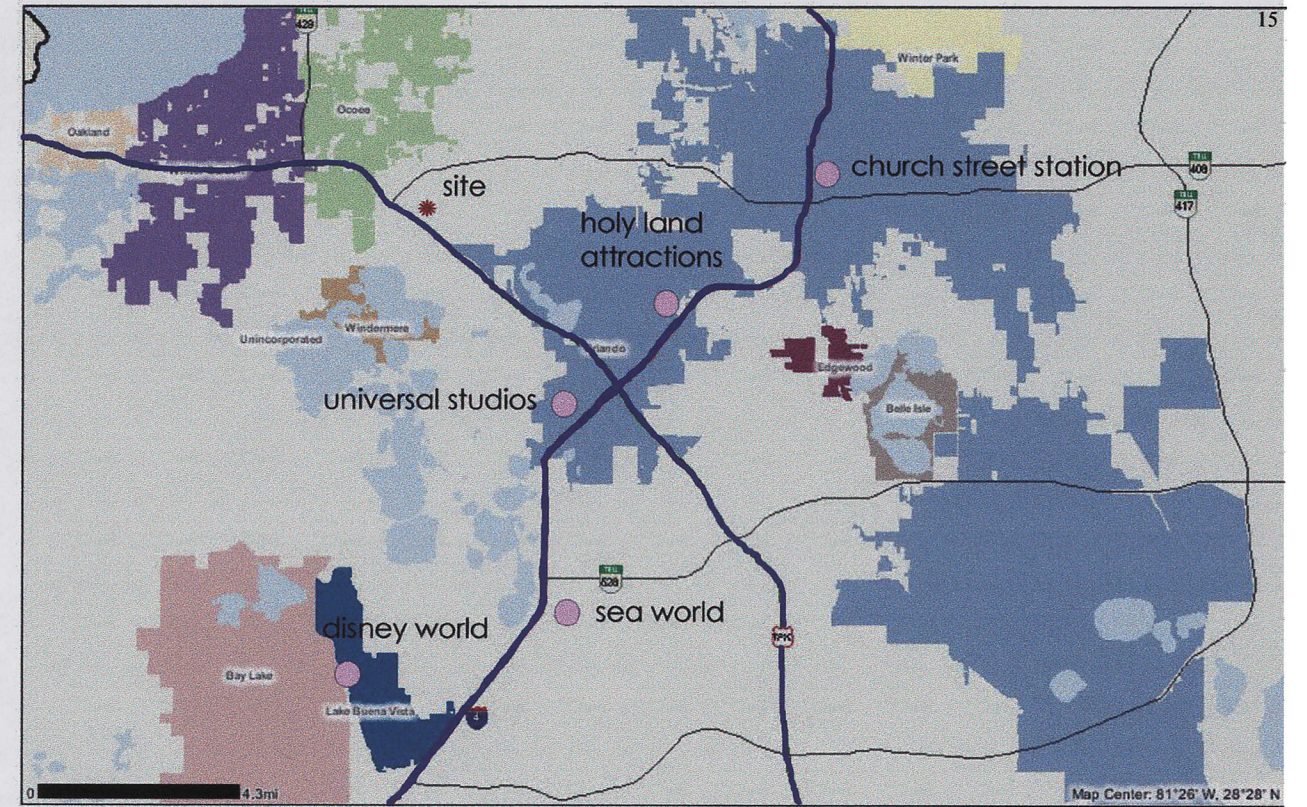 15
429
Winter Park
Ocoee
Oakland
church street station
408
site
417
holy land
attractions
Windermere
Unincorporated
Orlando
Edgewood
universal studios
Belle Isle
528
sea world
disney world
TPK
Bay Lake
Lake Buena Vista
4
0
4.3mi
Map Center: 81°26' W, 28°28' N